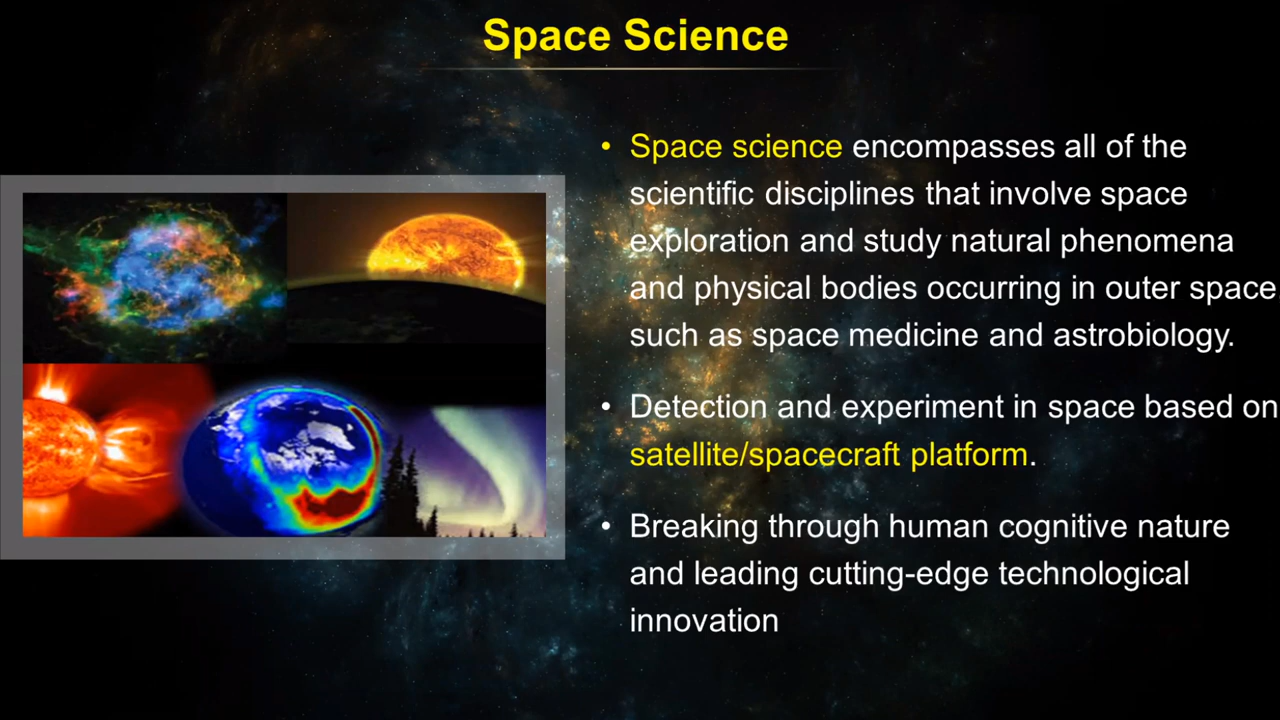 Space Science
• Space science encompasses all of the
scientific disciplines that involve space
exploration and study natural phenomena
and physical bodies occurring in outer space
such as space medicine and astrobiology.
• Detection and experiment in space based on
satellite/spacecraft platform.
• Breaking through human cognitive nature
and leading cutting-edge technological
innovation